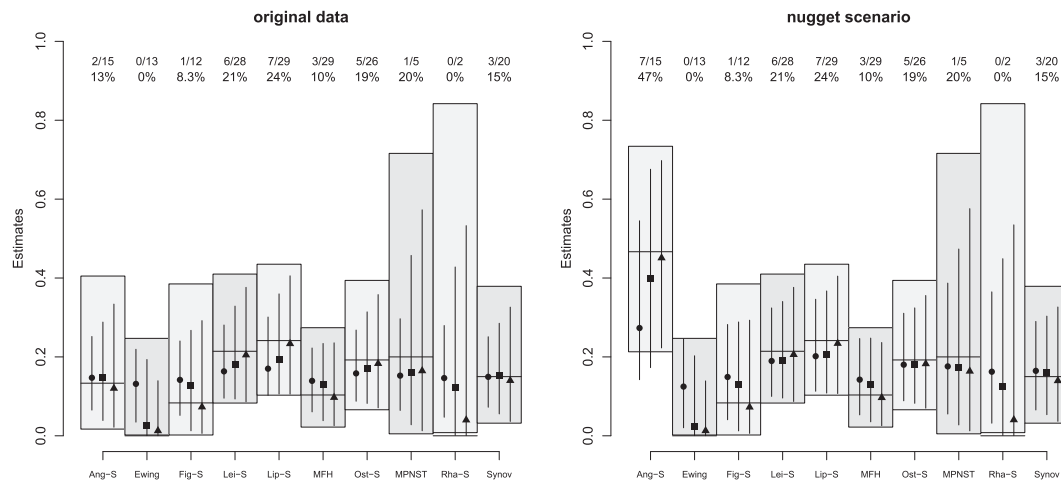 original data
1.0
0.8
0.6
0.4
0.2
0.0
Estimates
2/15 0/13 1/12 6/28 7/29 3/29 5/26 1/5 0/2 3/20
13% 0% 8.3% 21% 24% 10% 19% 20% 0% 15%
Ang−S Ewing Fig−S Lei−S Lip−S MFH Ost−S MPNST Rha−S Synov
nugget scenario
1.0
0.8
0.6
0.4
0.2
0.0
Estimates
7/15 0/13 1/12 6/28 7/29 3/29 5/26 1/5 0/2 3/20
47% 0% 8.3% 21% 24% 10% 19% 20% 0% 15%
Ang−S Ewing Fig−S Lei−S Lip−S MFH Ost−S MPNST Rha−S Synov